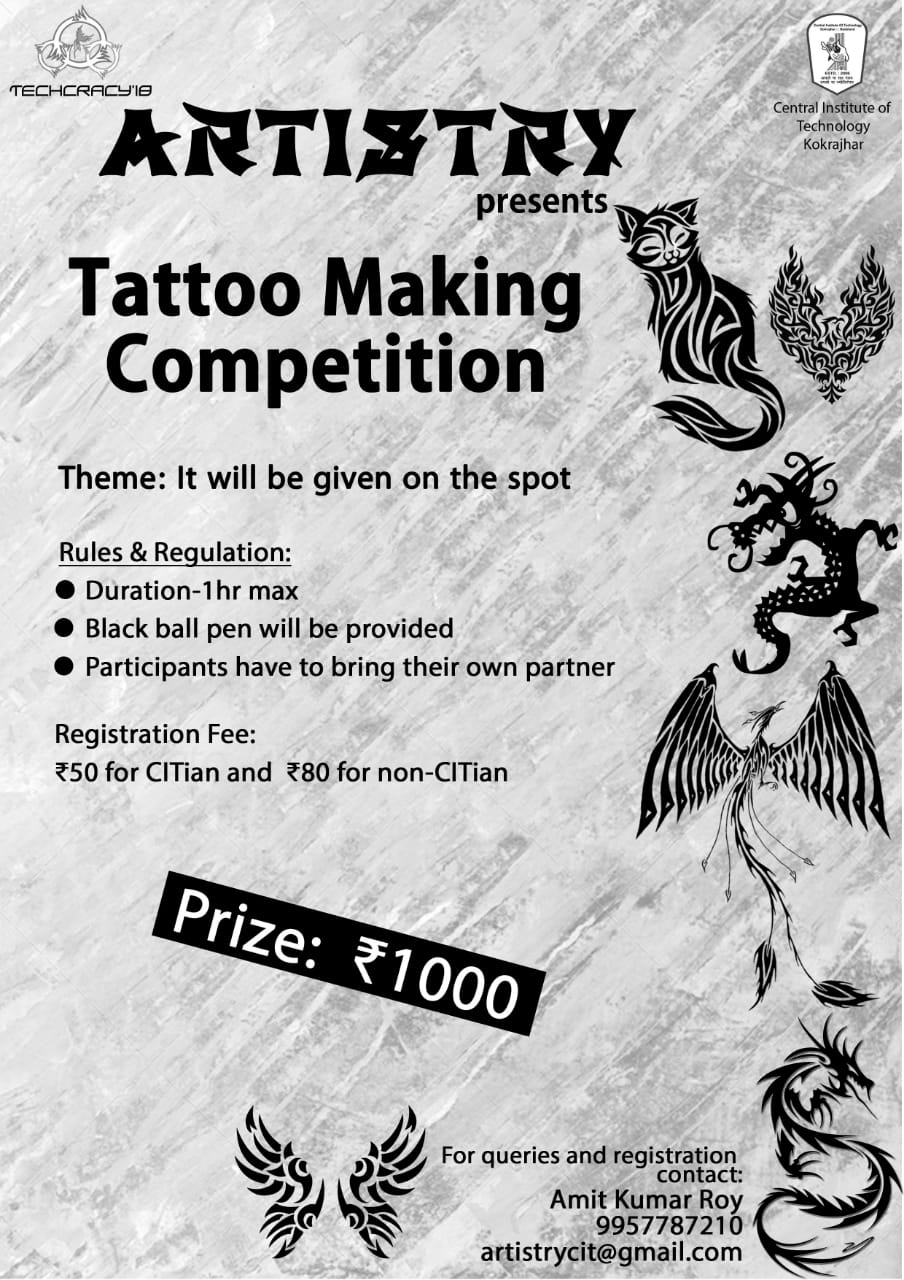 TECHCRACY'18
Central Institute of
Technology
Kokrajhar
ARTISTRY
presents
Tattoo Making
Competition
Theme: It will be given on the spot
Rules & Regulation:
● Duration-1hr max
● Black ball pen will be provided
● Participants have to bring their own partner
Registration Fee:
₹50 for CITian and ₹80 for non-CITian
Prize: ₹1000
For queries and registration
contact:
Amit Kumar Roy
9957787210
artistrycit@gmail.com